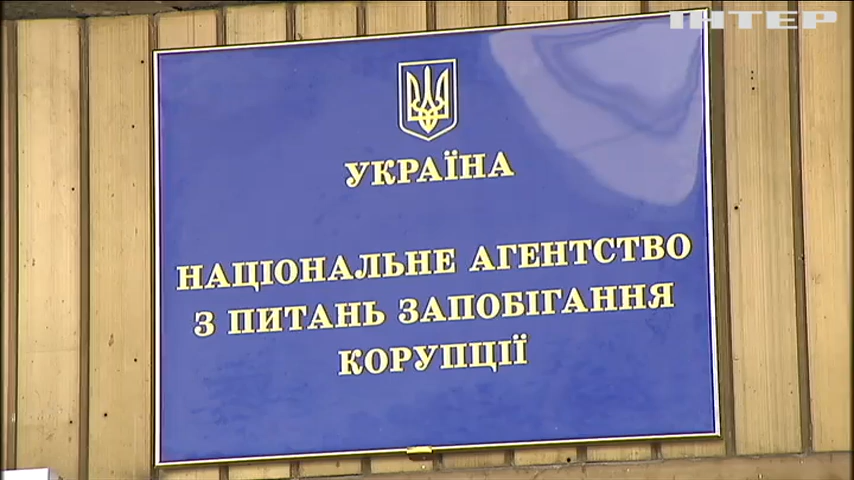 ІНТЕР
УКРАЇНА
НАЦІОНАЛЬНЕ АГЕНТСТВО
З ПИТАНЬ ЗАПОБІГАННЯ
КОРУПЦІЇ